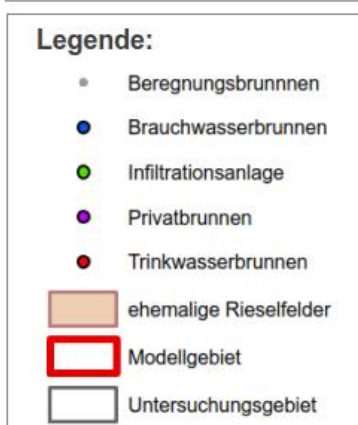 Legende:
Beregnungsbrunnnen
Brauchwasserbrunnen
Infiltrationsanlage
Privatbrunnen
Trinkwasserbrunnen
ehemalige Rieselfelder
Modellgebiet
Untersuchungsgebiet